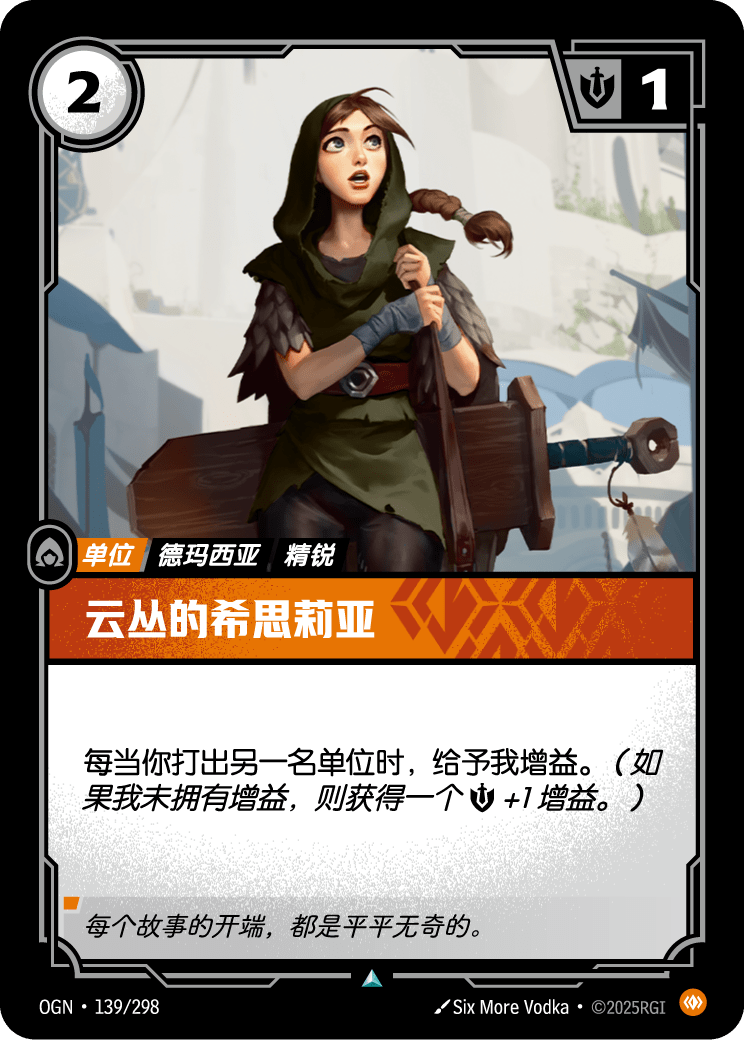 2
1
单位 德玛西亚 精锐
云丛的希思莉亚
每当你打出另一名单位时，给予我增益。（如
果我未拥有增益，则获得一个 +1 增益。）
每个故事的开端，都是平平无奇的。
OGN • 139/298
Six More Vodka • ©2025RGI